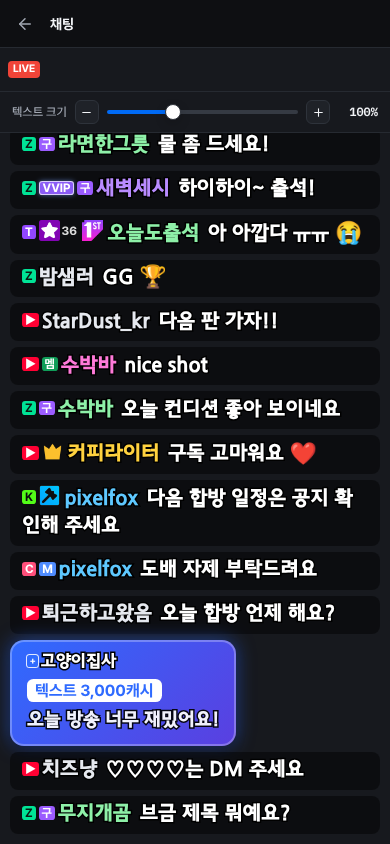 채팅
LIVE
텍스트 크기 − + 100%
Z 구 라면한그릇 물 좀 드세요!
Z VVIP 구 새벽세시 하이하이~ 출석!
T 36 1ST 오늘도출석 아 아깝다 ㅠㅠ 😭
Z 밤샘러 GG 🏆
StarDust_kr 다음 판 가자!!
멤 수박바 nice shot
Z 구 수박바 오늘 컨디션 좋아 보이네요
커피라이터 구독 고마워요 ❤️
K pixelfox 다음 합방 일정은 공지 확
인해 주세요
C M pixelfox 도배 자제 부탁드려요
퇴근하고왔음 오늘 합방 언제 해요?
고양이집사
텍스트 3,000캐시
오늘 방송 너무 재밌어요!
치즈냥 ♡♡♡♡는 DM 주세요
Z 구 무지개곰 브금 제목 뭐예요?